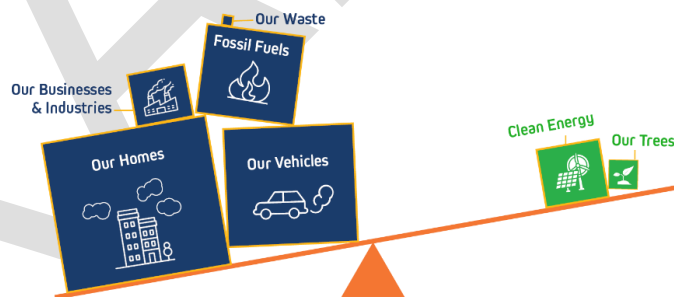 Our Waste
Fossil Fuels
Our Businesses
& Industries
Our Homes
Our Vehicles
Clean Energy
Our Trees